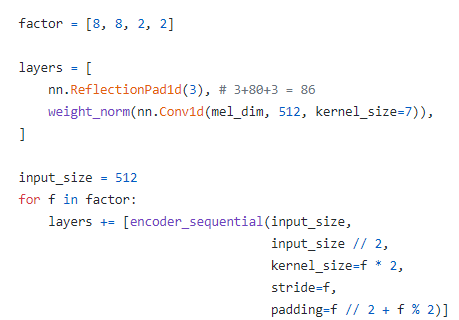 factor = [8, 8, 2, 2]
layers = [
    nn.ReflectionPad1d(3), # 3+80+3 = 86
    weight_norm(nn.Conv1d(mel_dim, 512, kernel_size=7)),
]
input_size = 512
for f in factor:
    layers += [encoder_sequential(input_size,
                                  input_size // 2,
                                  kernel_size=f * 2,
                                  stride=f,
                                  padding=f // 2 + f % 2)]